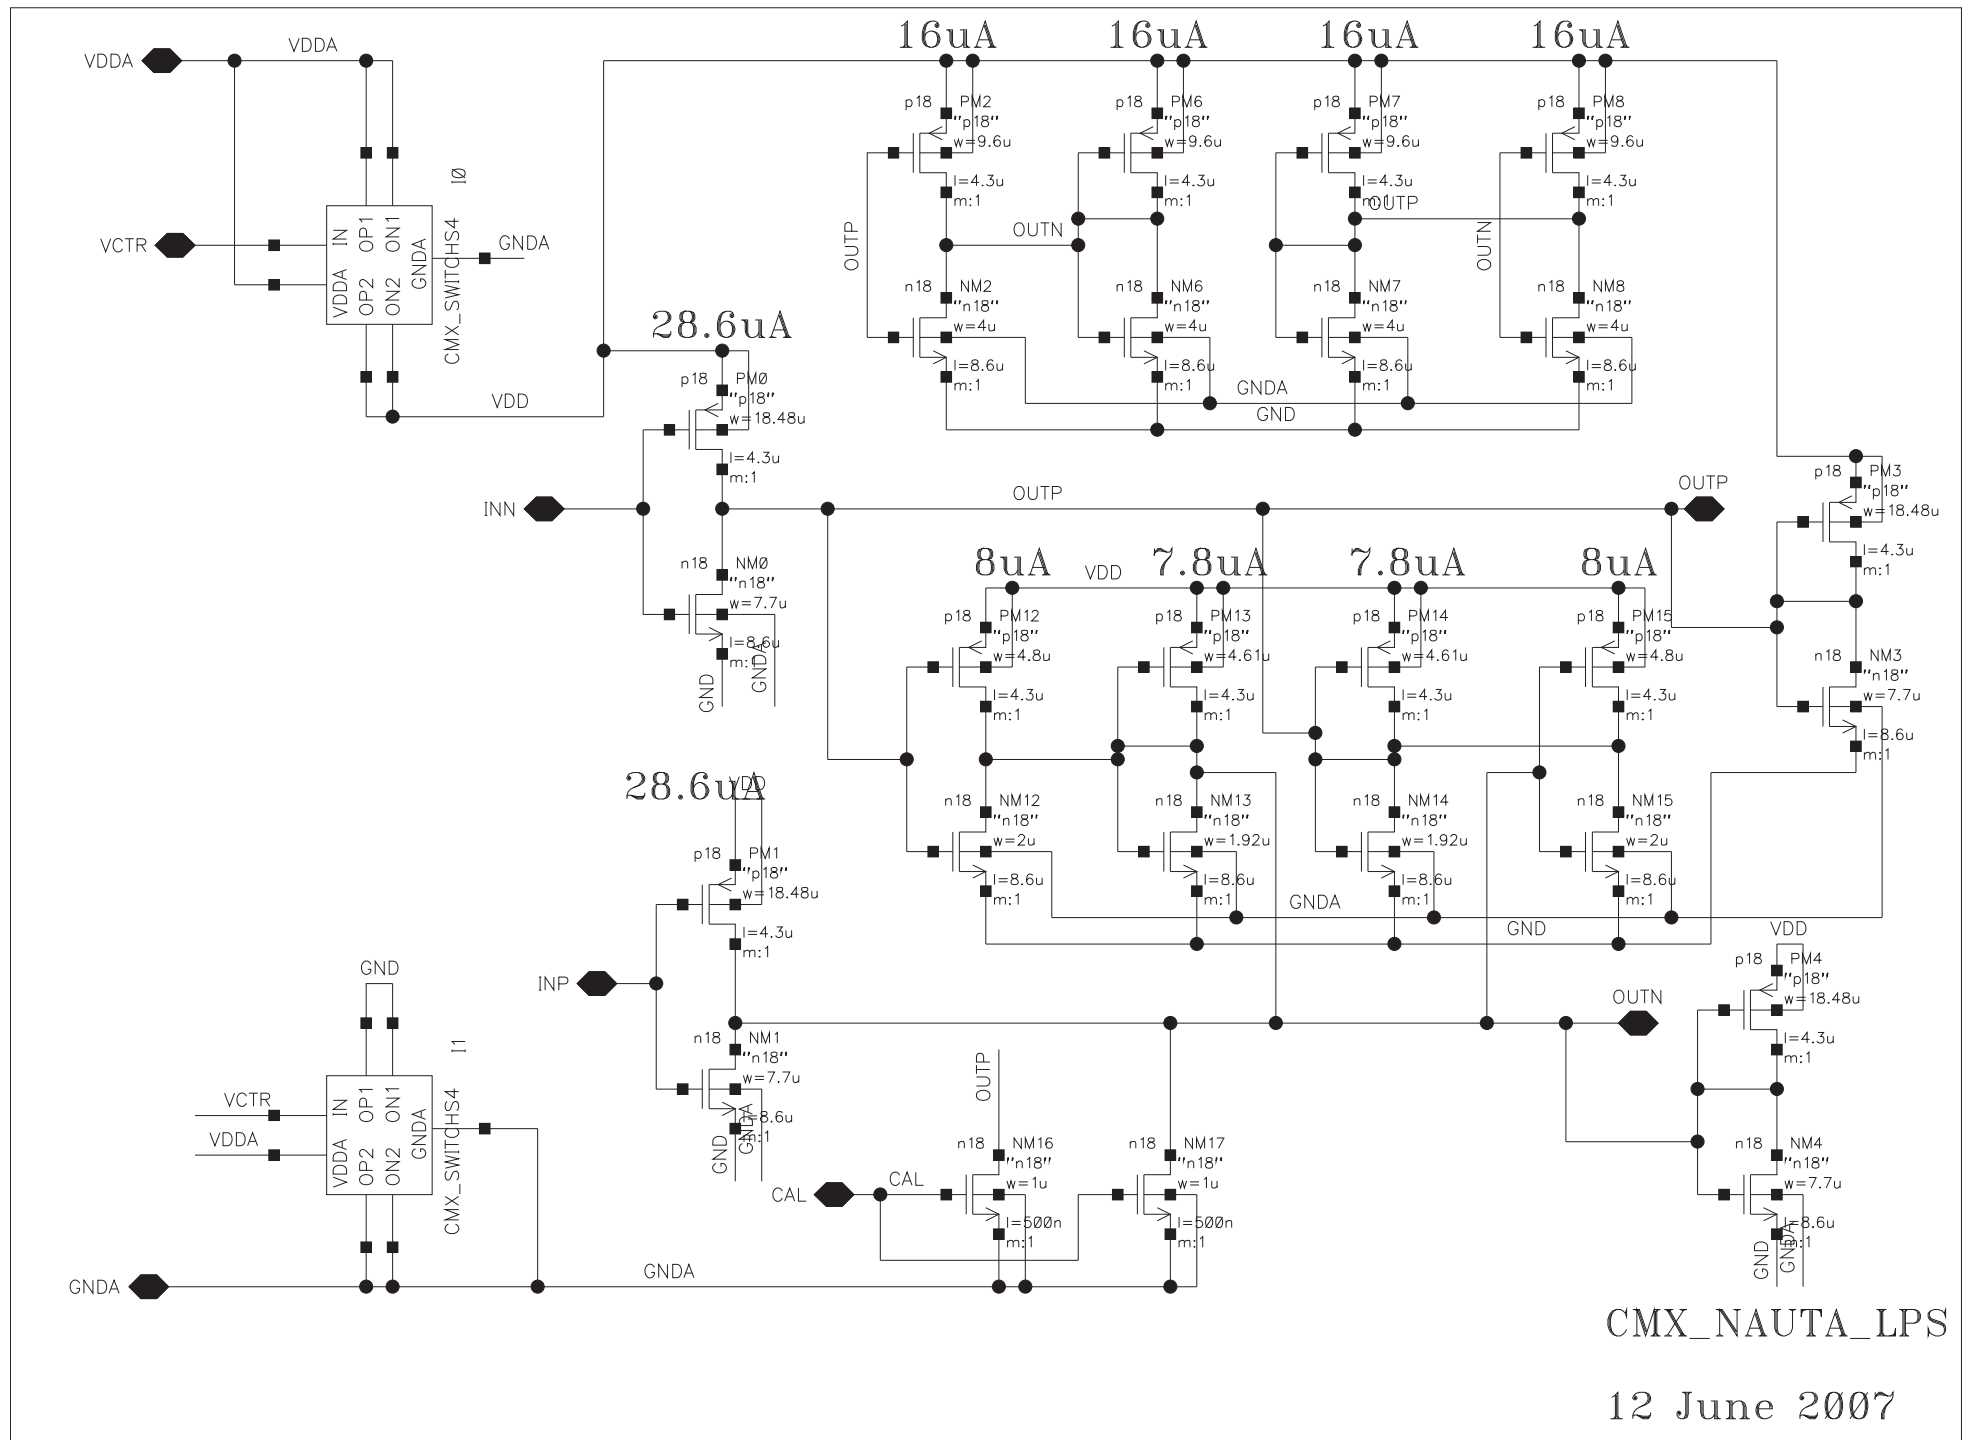 16uA 16uA 16uA 16uA
VDDA VDDA
p18 PM2 "p18" w=9.6u l=4.3u m:1
p18 PM6 "p18" w=9.6u l=4.3u m:1
p18 PM7 "p18" w=9.6u l=4.3u m:1
p18 PM8 "p18" w=9.6u l=4.3u m:1
OUTP OUTN OUTP OUTN
n18 NM2 "n18" w=4u l=8.6u m:1
n18 NM6 "n18" w=4u l=8.6u m:1
n18 NM7 "n18" w=4u l=8.6u m:1
n18 NM8 "n18" w=4u l=8.6u m:1
GNDA
GND
VCTR
IN OP1 ON1
VDDA OP2 ON2 GNDA
I0
CMX_SWITCHS4
GNDA
VDD
28.6uA
p18 PM0 "p18" w=18.48u l=4.3u m:1
INN
n18 NM0 "n18" w=7.7u l=8.6u m:1
GND GNDA
OUTP
OUTP
p18 PM3 "p18" w=18.48u l=4.3u m:1
n18 NM3 "n18" w=7.7u l=8.6u m:1
8uA 7.8uA 7.8uA 8uA
VDD
p18 PM12 "p18" w=4.8u l=4.3u m:1
p18 PM13 "p18" w=4.61u l=4.3u m:1
p18 PM14 "p18" w=4.61u l=4.3u m:1
p18 PM15 "p18" w=4.8u l=4.3u m:1
n18 NM12 "n18" w=2u l=8.6u m:1
n18 NM13 "n18" w=1.92u l=8.6u m:1
n18 NM14 "n18" w=1.92u l=8.6u m:1
n18 NM15 "n18" w=2u l=8.6u m:1
GNDA
GND
28.6uA
VDD
p18 PM1 "p18" w=18.48u l=4.3u m:1
INP
n18 NM1 "n18" w=7.7u l=8.6u m:1
GND GNDA
OUTN
VDD
p18 PM4 "p18" w=18.48u l=4.3u m:1
n18 NM4 "n18" w=7.7u l=8.6u m:1
GND GNDA
GND
VCTR
VDDA
IN OP1 ON1
VDDA OP2 ON2 GNDA
I1
CMX_SWITCHS4
OUTP
CAL CAL
n18 NM16 "n18" w=1u l=500n m:1
n18 NM17 "n18" w=1u l=500n m:1
GNDA GNDA
CMX_NAUTA_LPS
12 June 2007